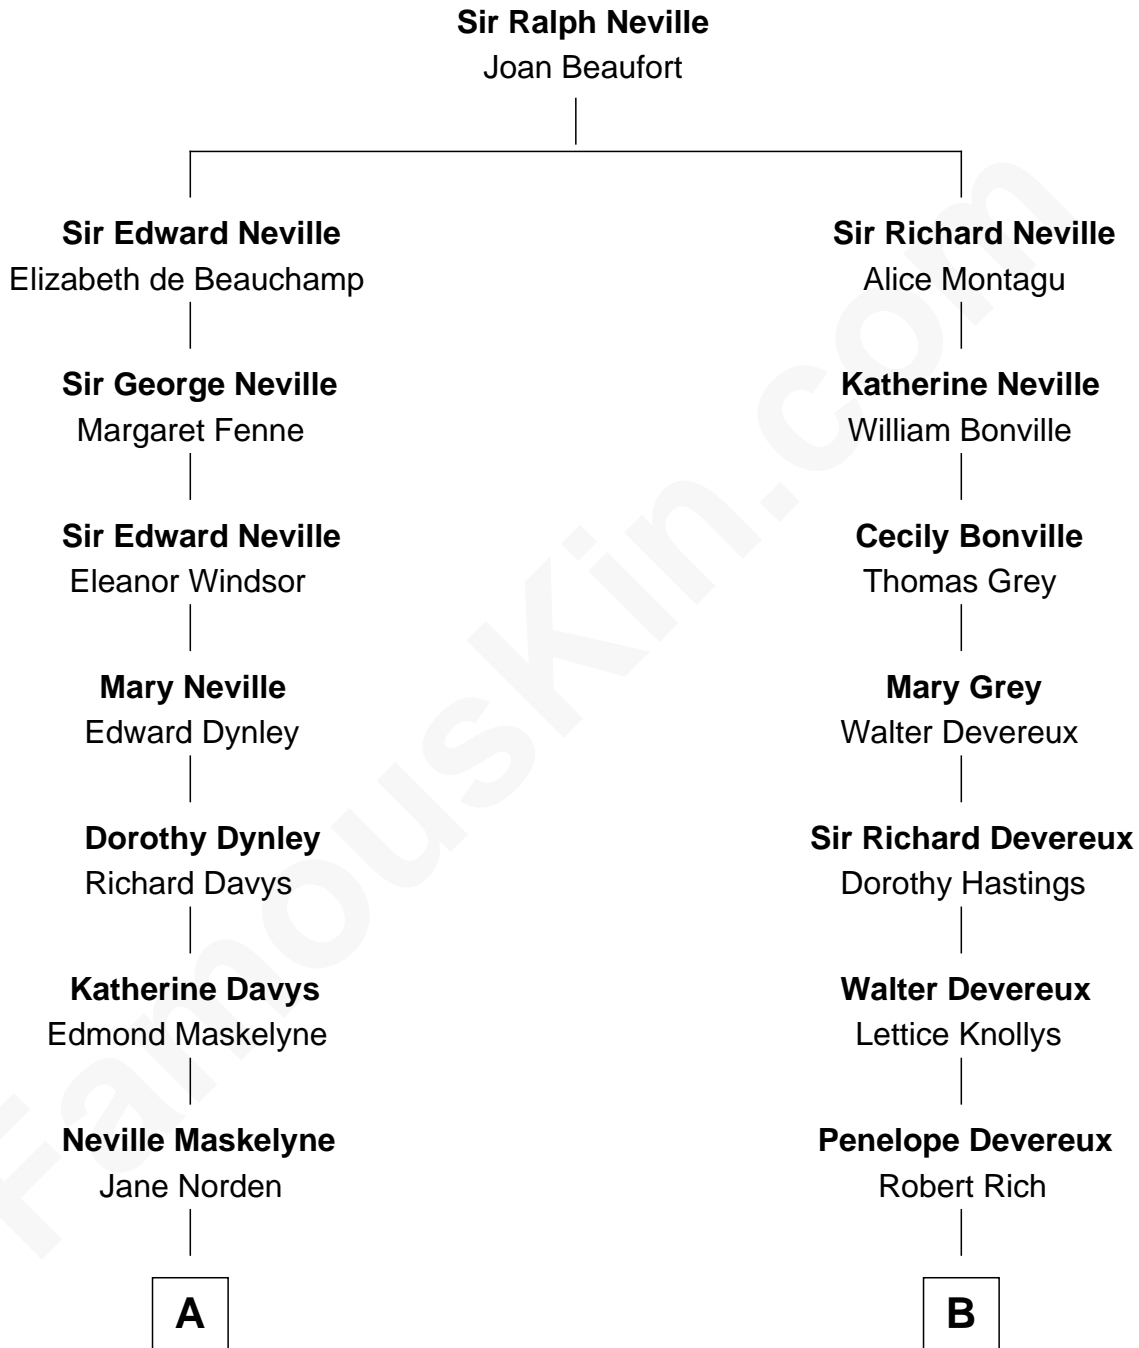 Sir Ralph Neville
Joan Beaufort
Sir Edward Neville
Elizabeth de Beauchamp
Sir George Neville
Margaret Fenne
Sir Edward Neville
Eleanor Windsor
Mary Neville
Edward Dynley
Dorothy Dynley
Richard Davys
Katherine Davys
Edmond Maskelyne
Neville Maskelyne
Jane Norden
A
Sir Richard Neville
Alice Montagu
Katherine Neville
William Bonville
Cecily Bonville
Thomas Grey
Mary Grey
Walter Devereux
Sir Richard Devereux
Dorothy Hastings
Walter Devereux
Lettice Knollys
Penelope Devereux
Robert Rich
B
FamousKin.com